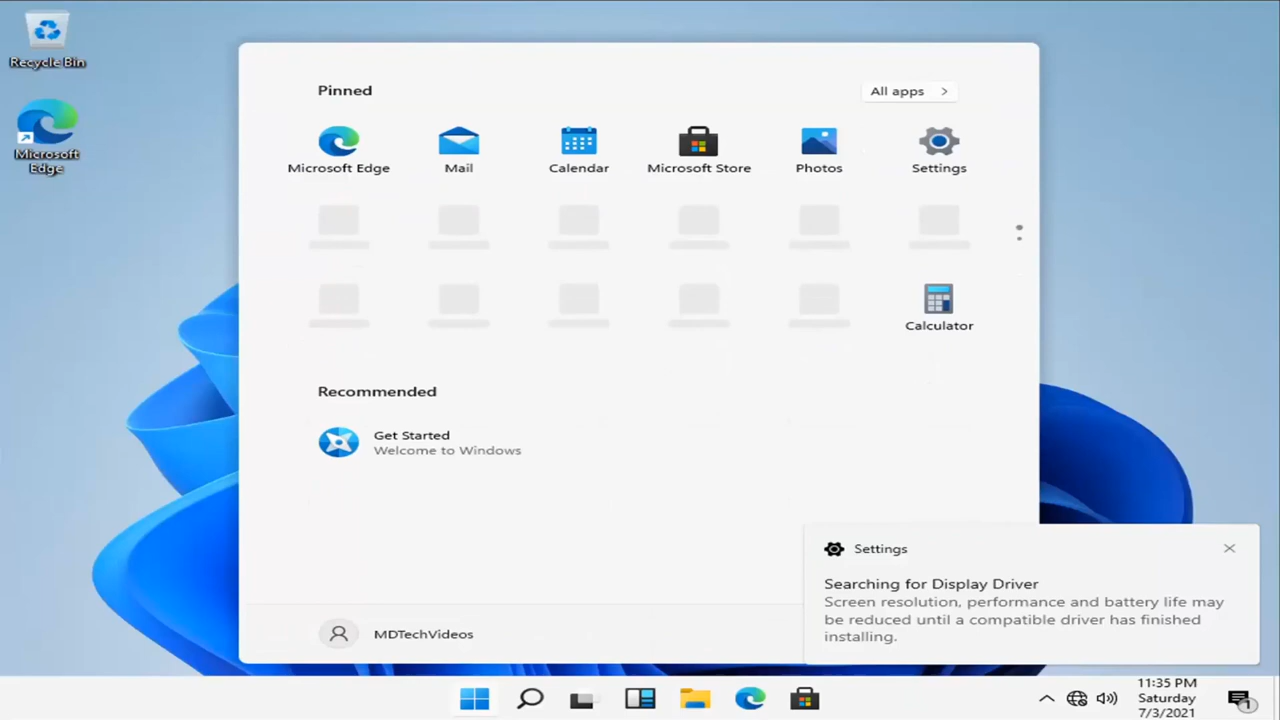 Recycle Bin
Microsoft
Edge
Pinned
All apps
Microsoft Edge
Mail
Calendar
Microsoft Store
Photos
Settings
Calculator
Recommended
Get Started
Welcome to Windows
MDTechVideos
Settings
Searching for Display Driver
Screen resolution, performance and battery life may
be reduced until a compatible driver has finished
installing.
11:35 PM
Saturday
7/3/2021
1